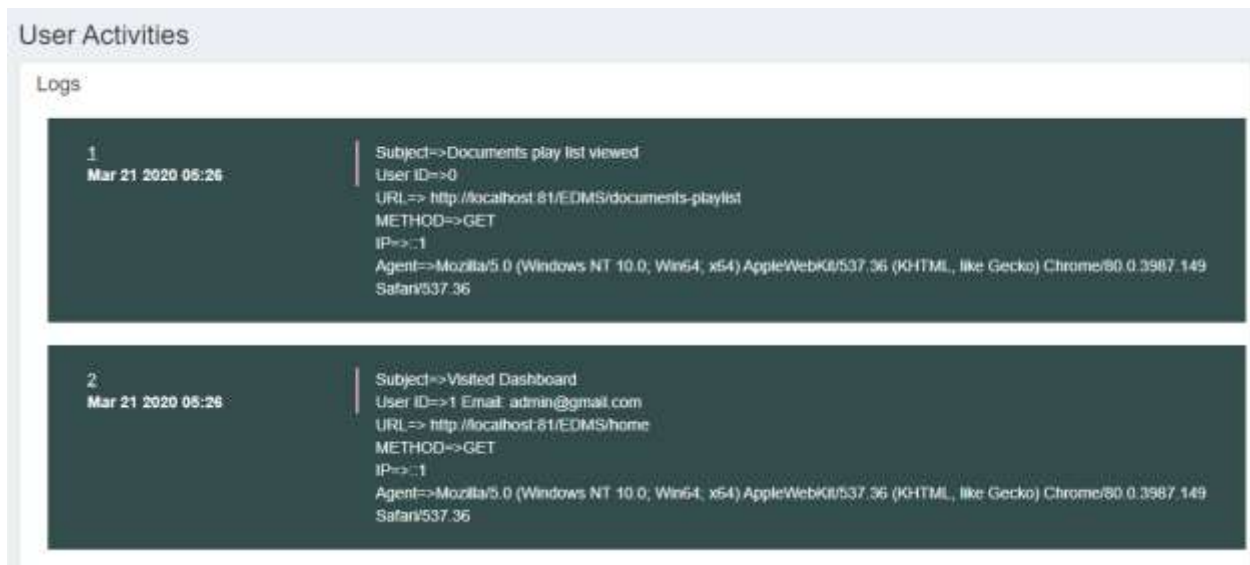 User Activities
Logs
1
Mar 21 2020 05:26
Subject=>Documents play list viewed
User ID=>0
URL=> http://localhost:81/EDMS/documents-playlist
METHOD=>GET
IP=>::1
Agent=>Mozilla/5.0 (Windows NT 10.0; Win64; x64) AppleWebKit/537.36 (KHTML, like Gecko) Chrome/80.0.3987.149
Safari/537.36
2
Mar 21 2020 05:26
Subject=>Visited Dashboard
User ID=>1 Email: admin@gmail.com
URL=> http://localhost:81/EDMS/home
METHOD=>GET
IP=>::1
Agent=>Mozilla/5.0 (Windows NT 10.0; Win64; x64) AppleWebKit/537.36 (KHTML, like Gecko) Chrome/80.0.3987.149
Safari/537.36